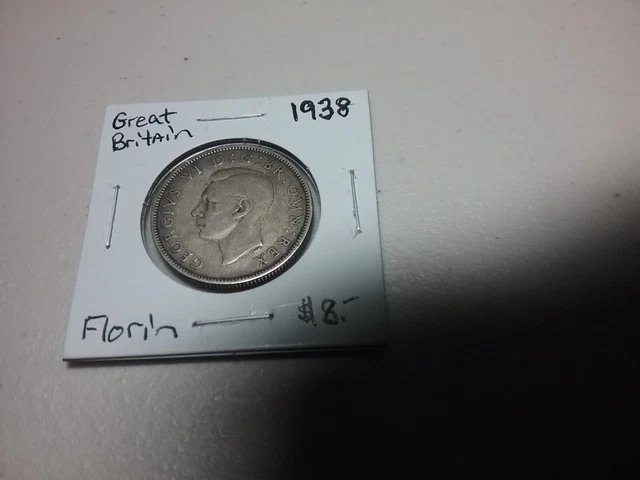 Great
Britain
1938
GEORGIVS VI D:G:BR:OMN:REX
Florin
$8.-